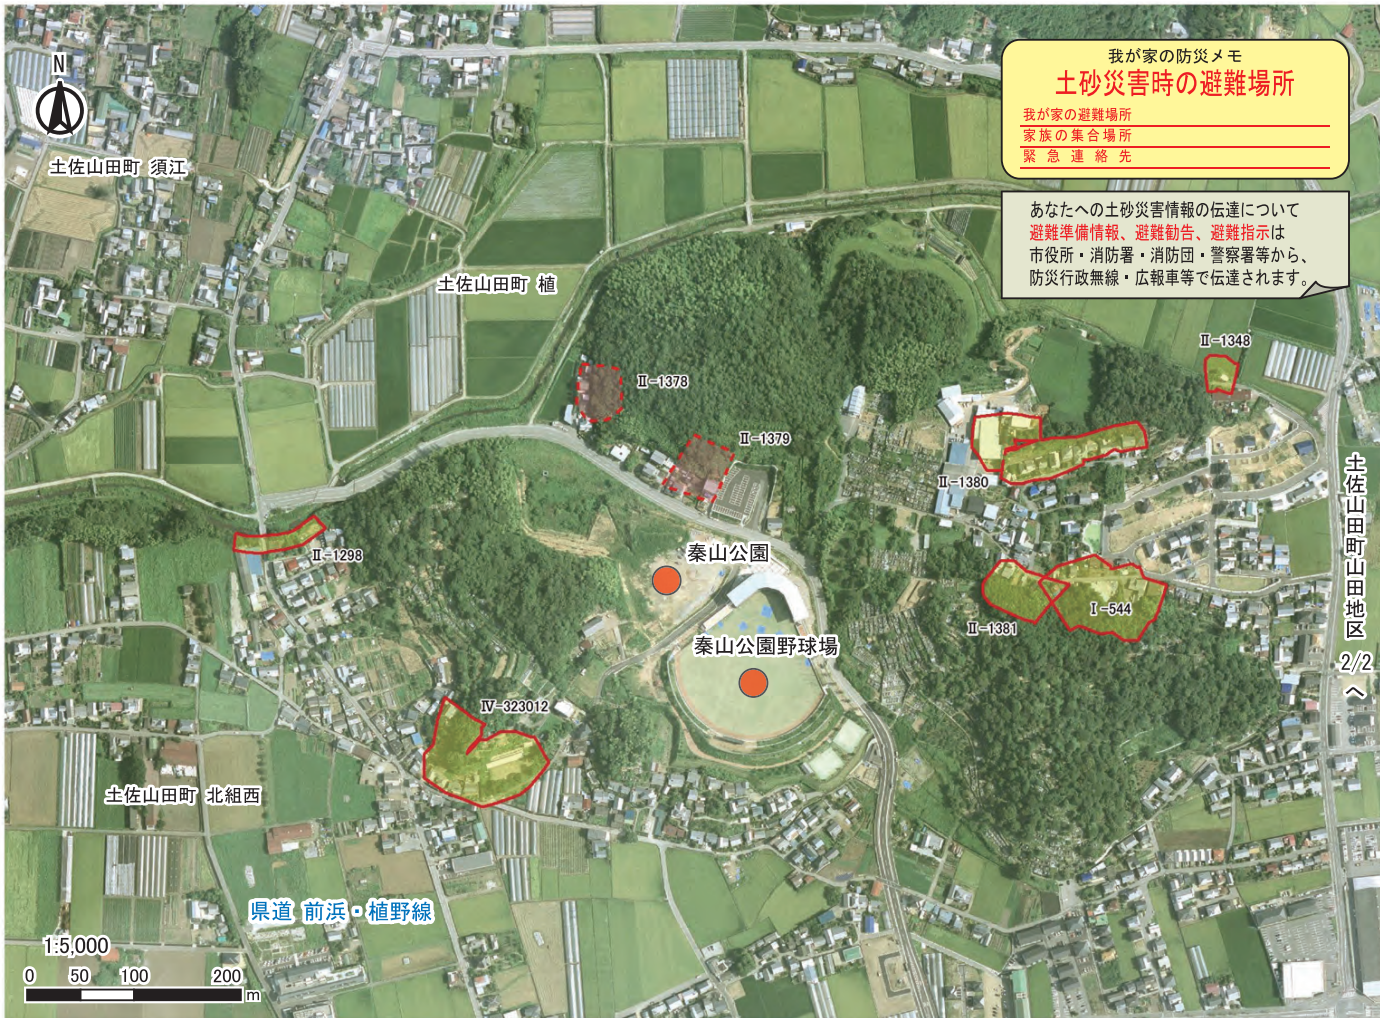 我が家の防災メモ
土砂災害時の避難場所
我が家の避難場所
家族の集合場所
緊急連絡先
あなたへの土砂災害情報の伝達について
避難準備情報、避難勧告、避難指示は
市役所・消防署・消防団・警察署等から、
防災行政無線・広報車等で伝達されます。
N
土佐山田町 須江
土佐山田町 植
Ⅱ-1348
Ⅱ-1378
Ⅱ-1379
Ⅱ-1380
土佐山田町山田地区 2/2 へ
Ⅱ-1298
秦山公園
Ⅰ-544
Ⅱ-1381
秦山公園野球場
Ⅳ-323012
土佐山田町 北組西
県道 前浜・植野線
1:5,000
0 50 100 200
m